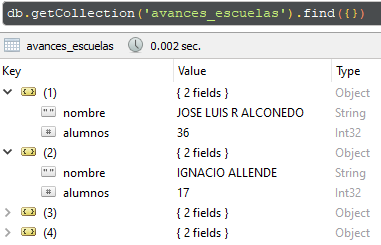 db.getCollection('avances_escuelas').find({})
avances_escuelas 0.002 sec.
Key Value Type
(1) { 2 fields } Object
"" nombre JOSE LUIS R ALCONEDO String
# alumnos 36 Int32
(2) { 2 fields } Object
"" nombre IGNACIO ALLENDE String
# alumnos 17 Int32
(3) { 2 fields } Object
(4) { 2 fields } Object